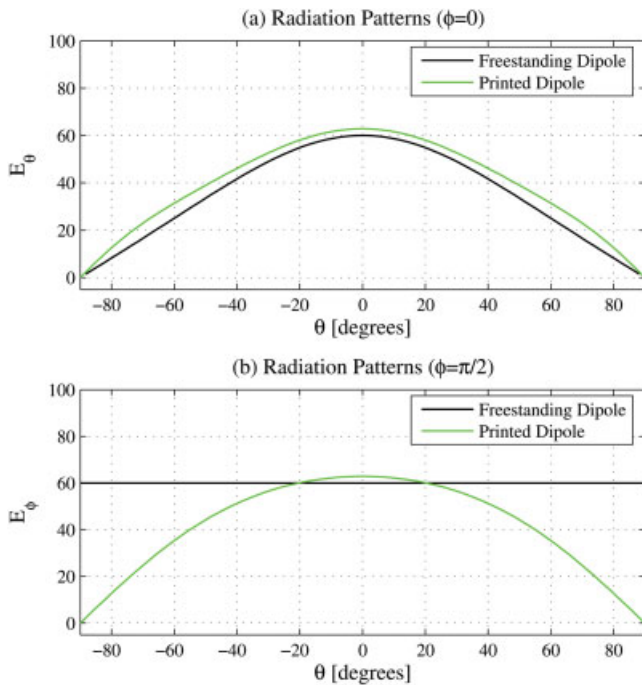 (a) Radiation Patterns (ϕ=0)
100
80
60
40
20
0
E_θ
Freestanding Dipole
Printed Dipole
−80 −60 −40 −20 0 20 40 60 80
θ [degrees]
(b) Radiation Patterns (ϕ=π/2)
100
80
60
40
20
0
E_ϕ
Freestanding Dipole
Printed Dipole
−80 −60 −40 −20 0 20 40 60 80
θ [degrees]